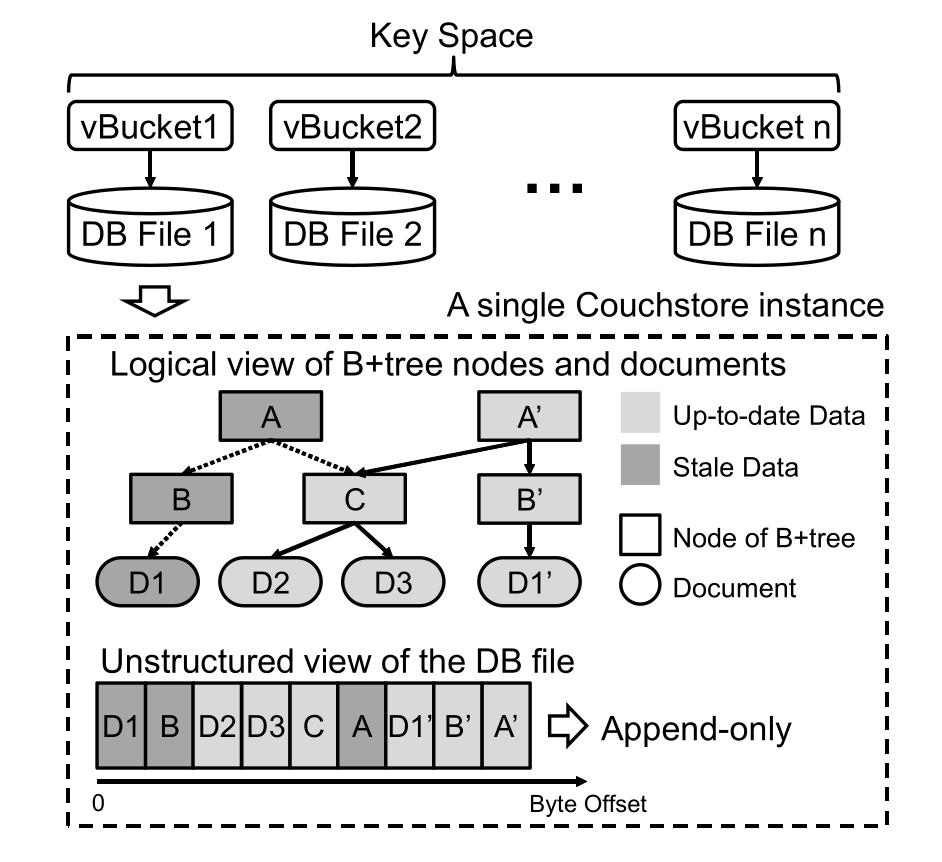 Key Space
vBucket1
vBucket2
vBucket n
...
DB File 1
DB File 2
DB File n
A single Couchstore instance
Logical view of B+tree nodes and documents
A
A’
Up-to-date Data
Stale Data
B
C
B’
Node of B+tree
D1
D2
D3
D1’
Document
Unstructured view of the DB file
D1 B D2 D3 C A D1’ B’ A’
Append-only
0
Byte Offset